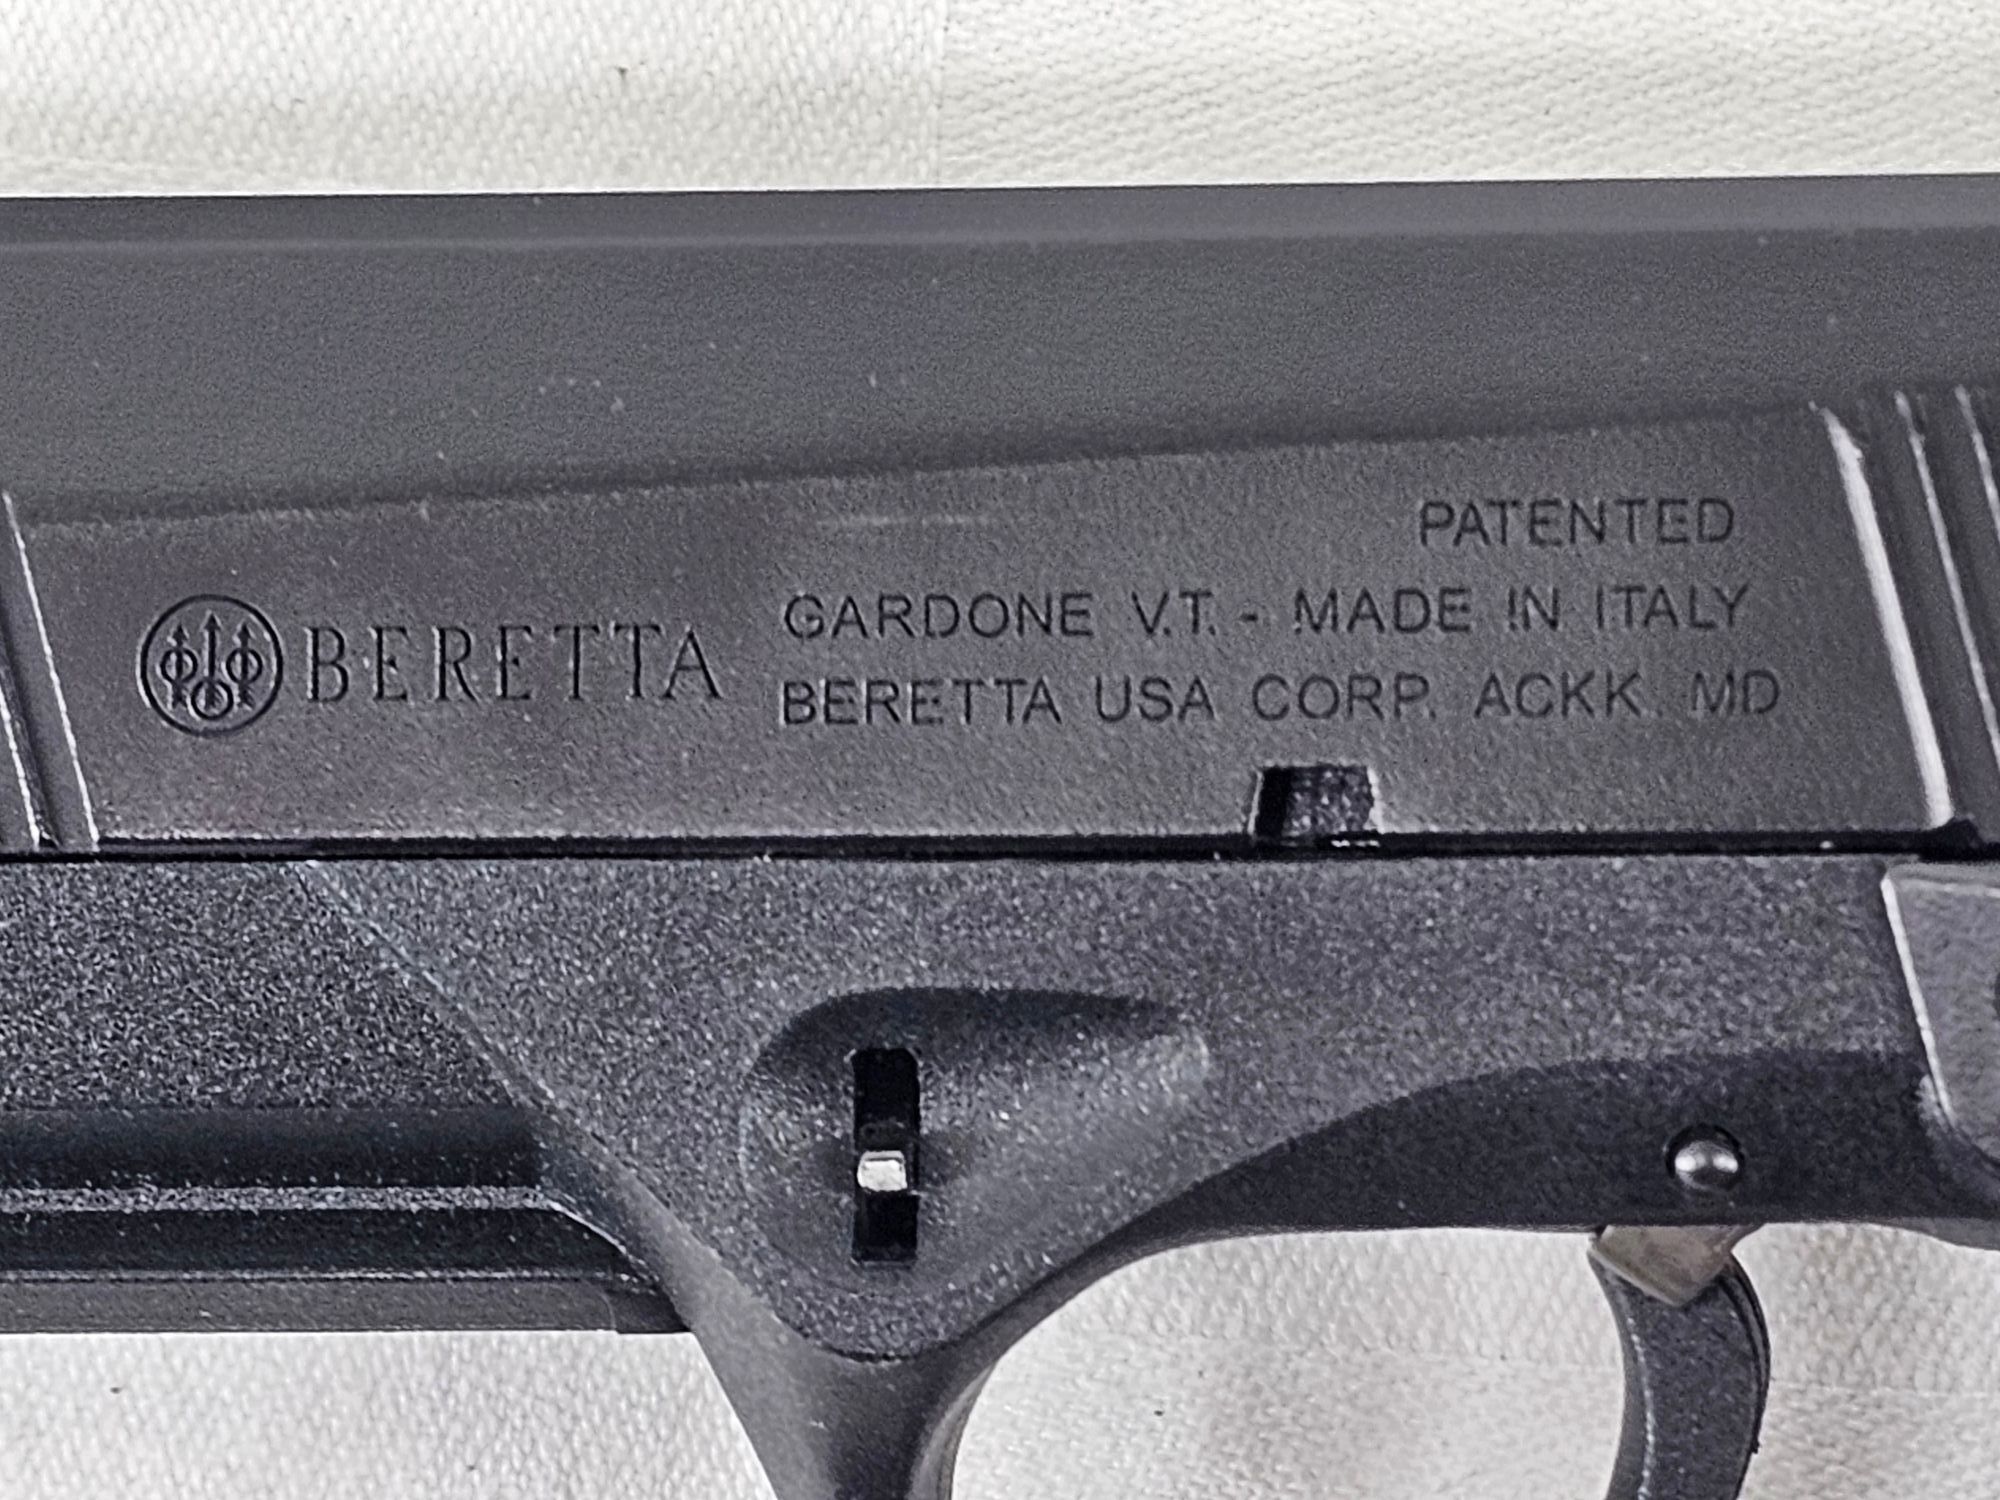 BERETTA
PATENTED
GARDONE V.T. - MADE IN ITALY
BERETTA USA CORP. ACKK. MD